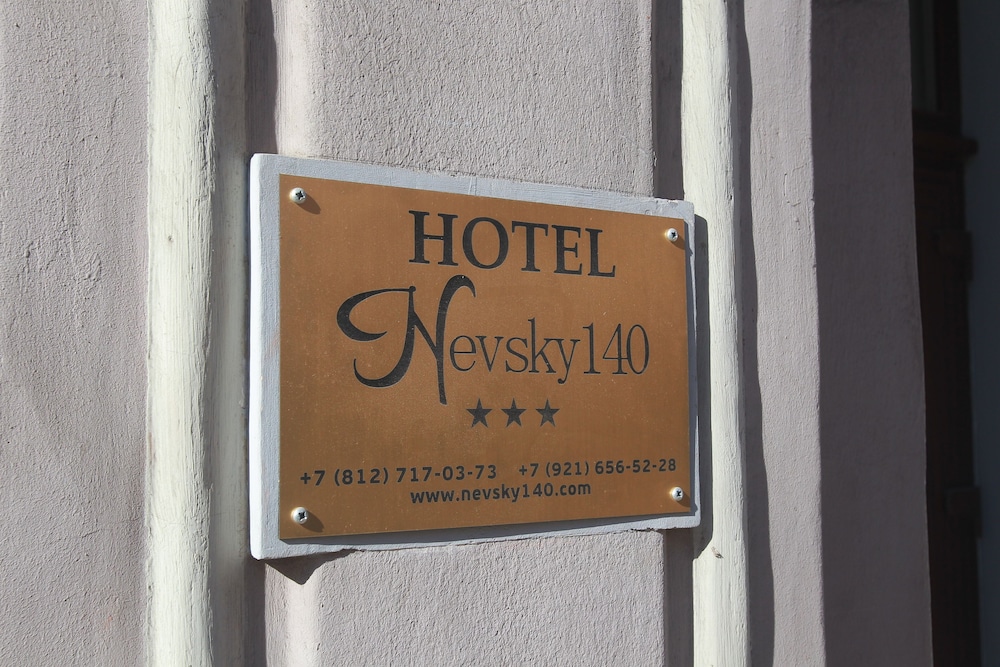 HOTEL
Nevsky140
★★★
+7 (812) 717-03-73 +7 (921) 656-52-28
www.nevsky140.com